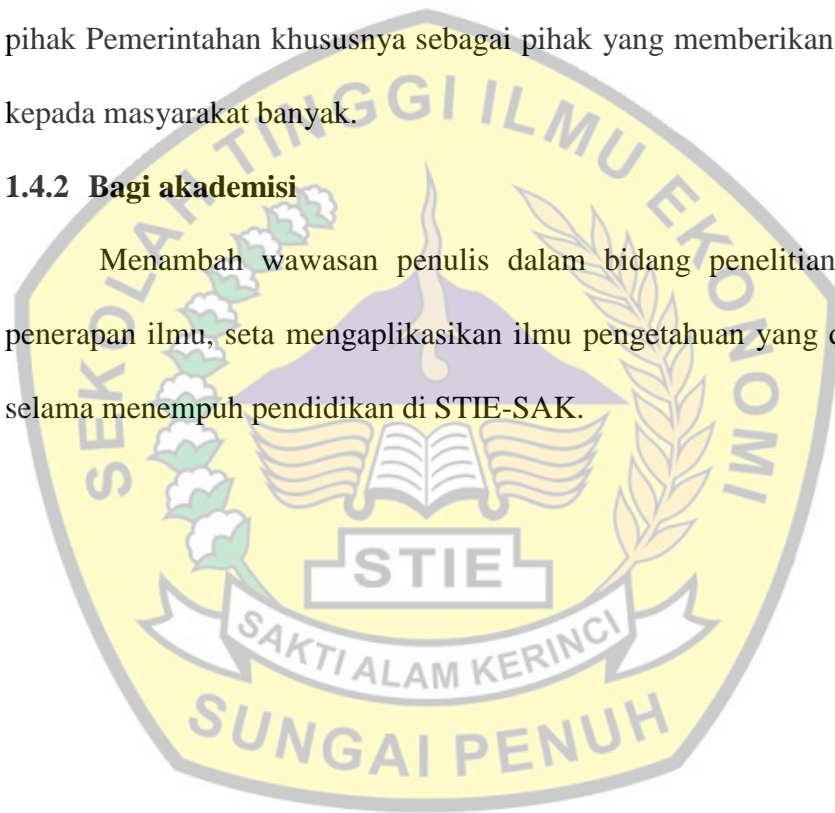 pihak Pemerintahan khususnya sebagai pihak yang memberikan
kepada masyarakat banyak.
1.4.2 Bagi akademisi
Menambah wawasan penulis dalam bidang penelitian
penerapan ilmu, seta mengaplikasikan ilmu pengetahuan yang
selama menempuh pendidikan di STIE-SAK.
SEKOLAH TINGGI ILMU EKONOMI
STIE
SAKTI ALAM KERINCI
SUNGAI PENUH